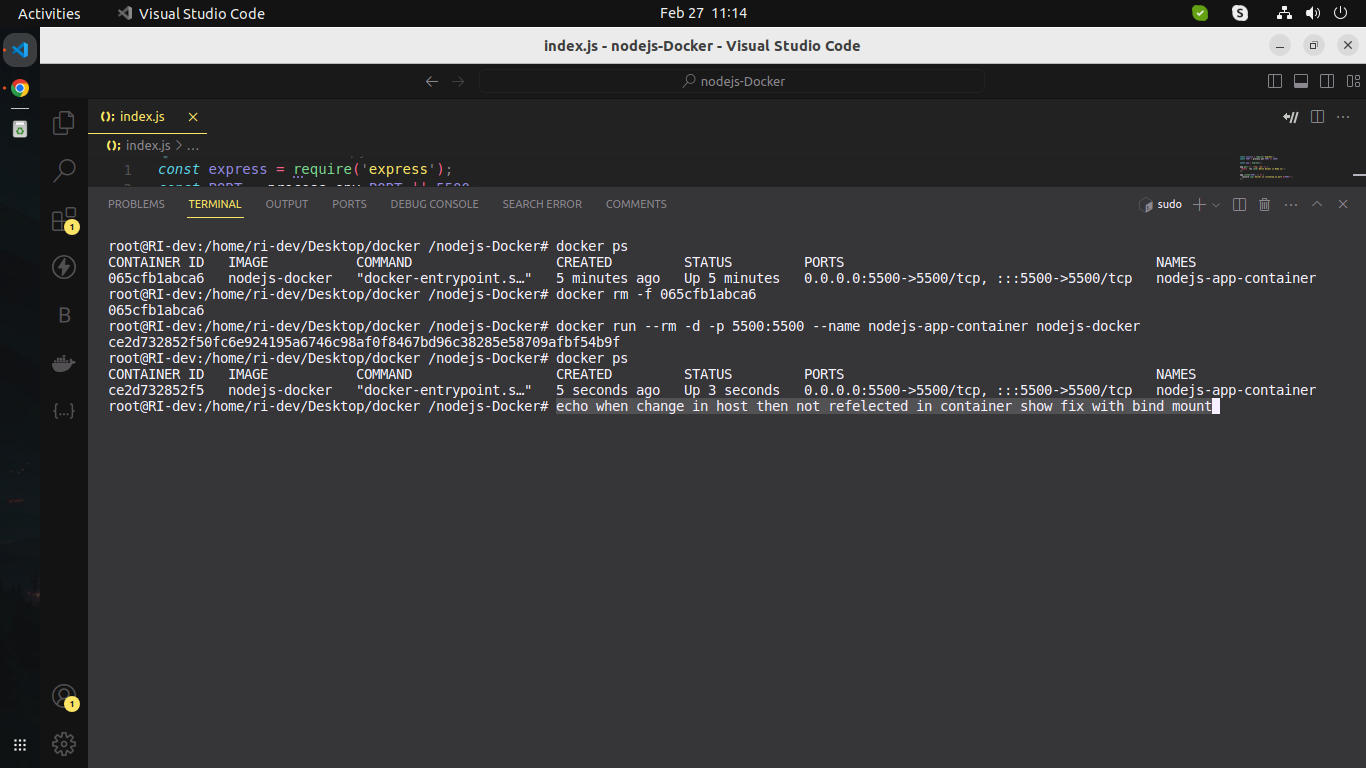 Activities Visual Studio Code Feb 27 11:14 S
index.js - nodejs-Docker - Visual Studio Code
nodejs-Docker
(); index.js
(); index.js > ...
1 const express = require('express');
const PORT = process.env.PORT || 5500
PROBLEMS TERMINAL OUTPUT PORTS DEBUG CONSOLE SEARCH ERROR COMMENTS sudo
root@RI-dev:/home/ri-dev/Desktop/docker /nodejs-Docker# docker ps
CONTAINER ID IMAGE COMMAND CREATED STATUS PORTS NAMES
065cfb1abca6 nodejs-docker "docker-entrypoint.s…" 5 minutes ago Up 5 minutes 0.0.0.0:5500->5500/tcp, :::5500->5500/tcp nodejs-app-container
root@RI-dev:/home/ri-dev/Desktop/docker /nodejs-Docker# docker rm -f 065cfb1abca6
065cfb1abca6
root@RI-dev:/home/ri-dev/Desktop/docker /nodejs-Docker# docker run --rm -d -p 5500:5500 --name nodejs-app-container nodejs-docker
ce2d732852f50fc6e924195a6746c98af0f8467bd96c38285e58709afbf54b9f
root@RI-dev:/home/ri-dev/Desktop/docker /nodejs-Docker# docker ps
CONTAINER ID IMAGE COMMAND CREATED STATUS PORTS NAMES
ce2d732852f5 nodejs-docker "docker-entrypoint.s…" 5 seconds ago Up 3 seconds 0.0.0.0:5500->5500/tcp, :::5500->5500/tcp nodejs-app-container
root@RI-dev:/home/ri-dev/Desktop/docker /nodejs-Docker# echo when change in host then not refelected in container show fix with bind mount
1
B
{...}
1